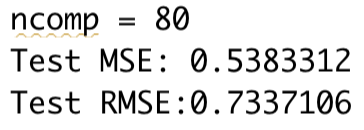 ncomp = 80
Test MSE: 0.5383312
Test RMSE:0.7337106